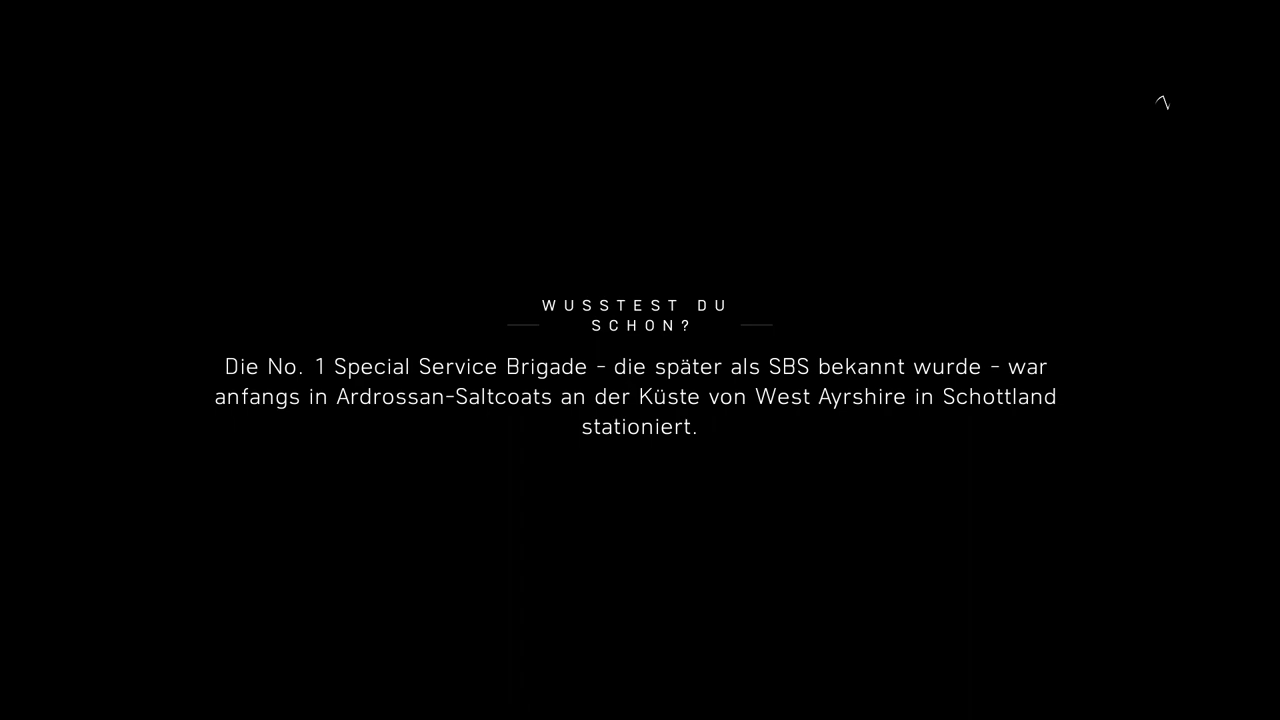 WUSSTEST DU
SCHON?
Die No. 1 Special Service Brigade - die später als SBS bekannt wurde - war
anfangs in Ardrossan-Saltcoats an der Küste von West Ayrshire in Schottland
stationiert.